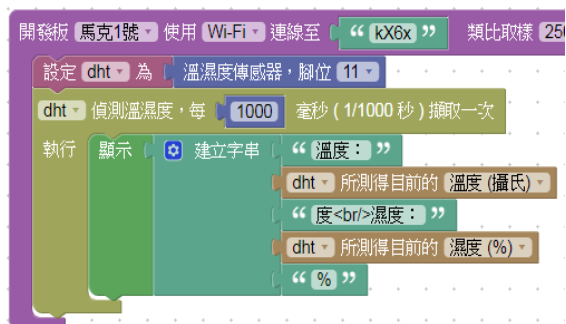 開發板 馬克1號 使用 Wi-Fi 連線至 “ kX6x ” 類比取樣 250
設定 dht 為 溫濕度傳感器，腳位 11
dht 偵測溫濕度，每 1000 毫秒 ( 1/1000 秒 ) 擷取一次
執行 顯示 建立字串 “ 溫度： ”
dht 所測得目前的 溫度 (攝氏)
“ 度<br/>濕度： ”
dht 所測得目前的 濕度 (%)
“ % ”